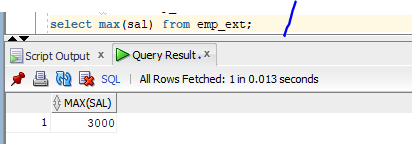 select max(sal) from emp_ext;
Script Output x Query Result . x
SQL | All Rows Fetched: 1 in 0.013 seconds
MAX(SAL)
1 3000